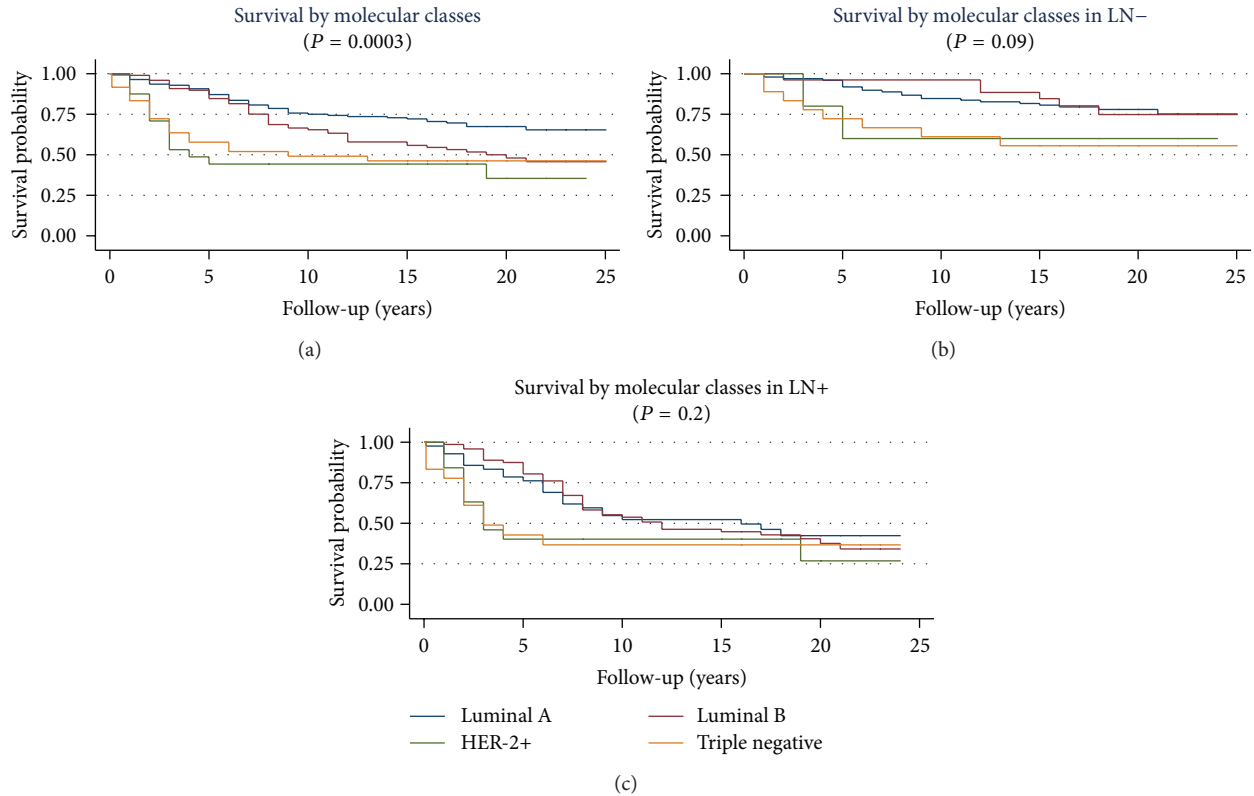 Survival by molecular classes
(P = 0.0003)
Survival probability
1.00
0.75
0.50
0.25
0.00
0 5 10 15 20 25
Follow-up (years)
(a)
Survival by molecular classes in LN−
(P = 0.09)
Survival probability
1.00
0.75
0.50
0.25
0.00
0 5 10 15 20 25
Follow-up (years)
(b)
Survival by molecular classes in LN+
(P = 0.2)
Survival probability
1.00
0.75
0.50
0.25
0.00
0 5 10 15 20 25
Follow-up (years)
Luminal A Luminal B
HER-2+ Triple negative
(c)